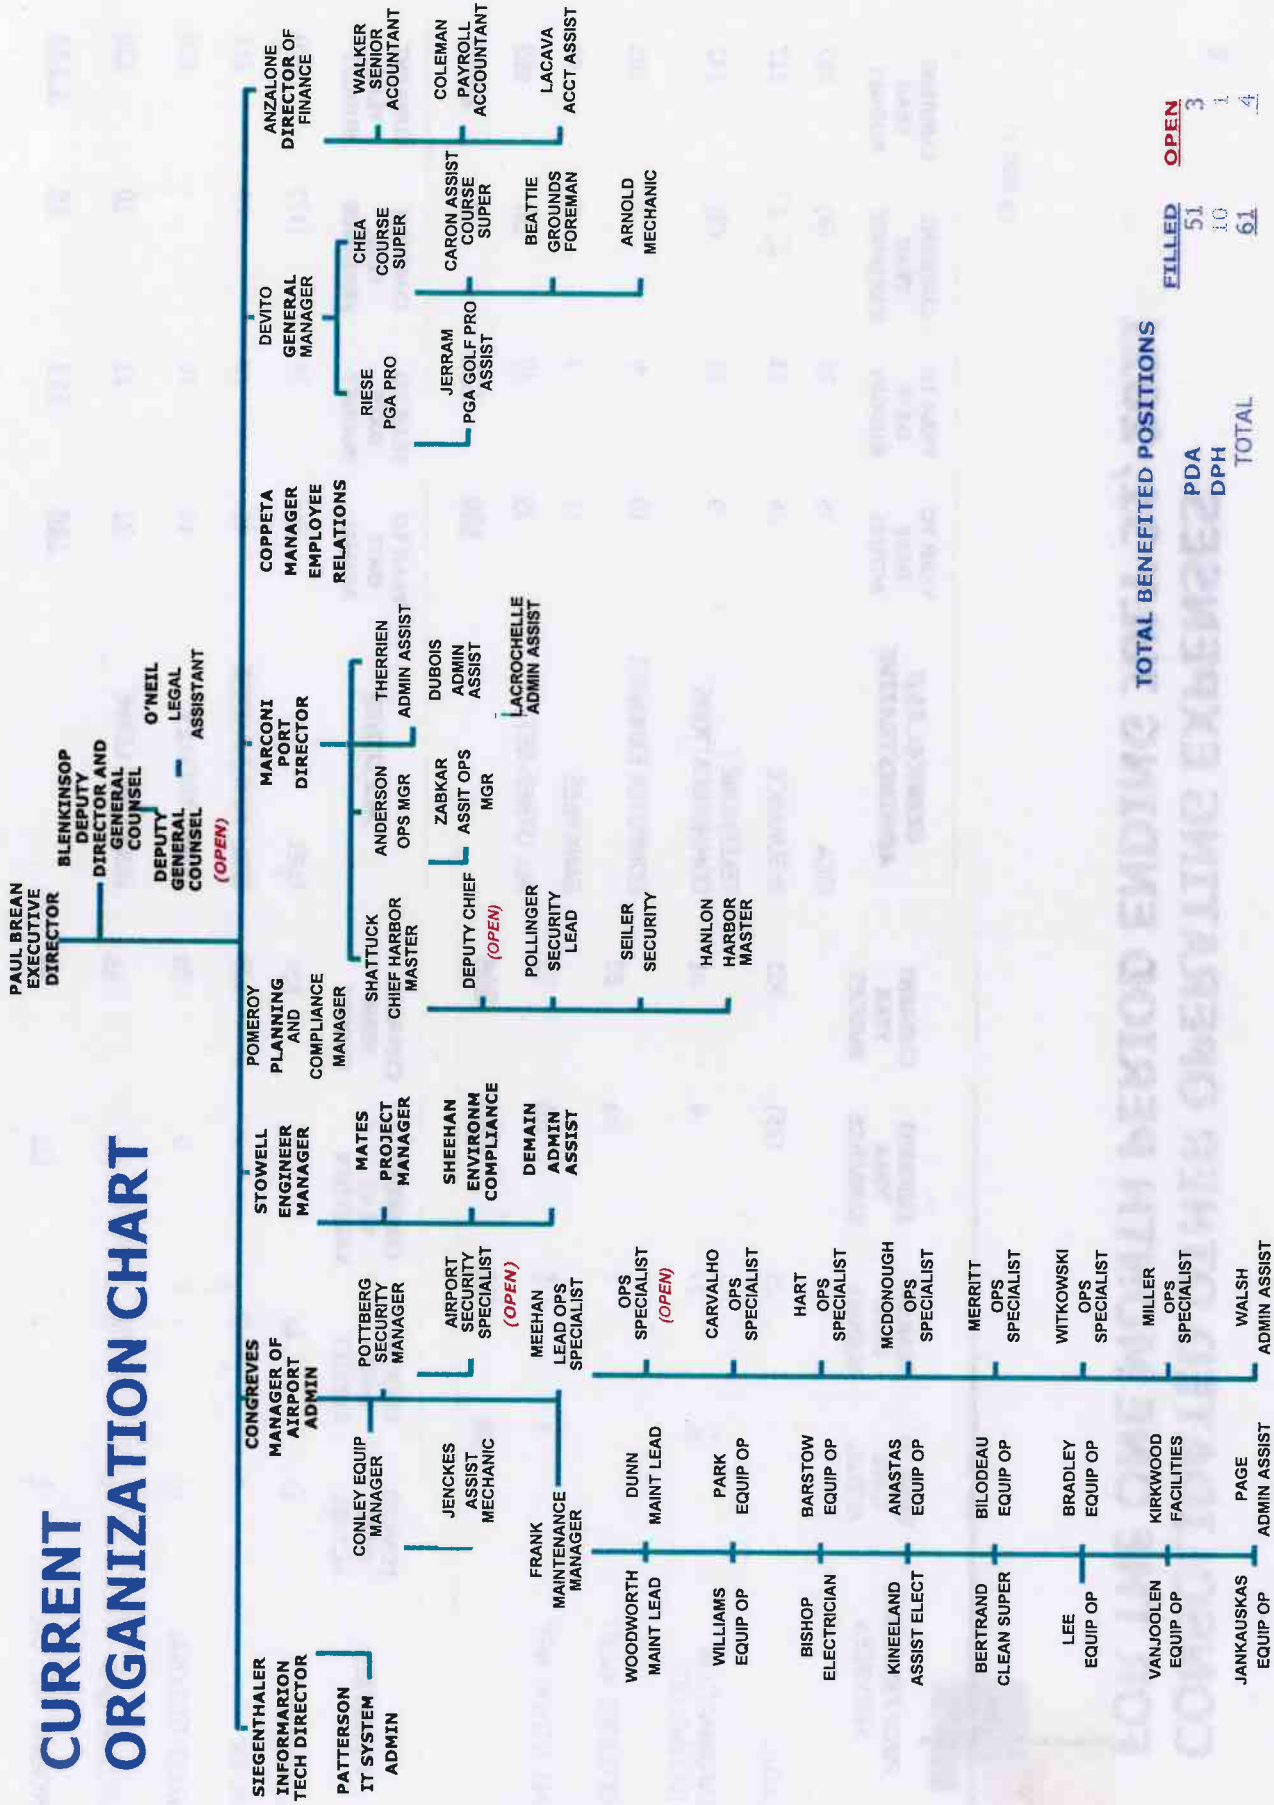 CURRENT
ORGANIZATION CHART
PAUL BREAN
EXECUTIVE
DIRECTOR
BLENKINSOP
DEPUTY
DIRECTOR AND
GENERAL
COUNSEL
DEPUTY
GENERAL
COUNSEL
(OPEN)
O'NEIL
LEGAL
ASSISTANT
SIEGENTHALER
INFORMARION
TECH DIRECTOR
PATTERSON
IT SYSTEM
ADMIN
CONGREVES
MANAGER OF
AIRPORT
ADMIN
CONLEY EQUIP
MANAGER
JENCKES
ASSIST
MECHANIC
POTTBERG
SECURITY
MANAGER
AIRPORT
SECURITY
SPECIALIST
(OPEN)
FRANK
MAINTENANCE
MANAGER
WOODWORTH
MAINT LEAD
DUNN
MAINT LEAD
WILLIAMS
EQUIP OP
PARK
EQUIP OP
BISHOP
ELECTRICIAN
BARSTOW
EQUIP OP
KINEELAND
ASSIST ELECT
ANASTAS
EQUIP OP
BERTRAND
CLEAN SUPER
BILODEAU
EQUIP OP
LEE
EQUIP OP
BRADLEY
EQUIP OP
VANJOOLEN
EQUIP OP
KIRKWOOD
FACILITIES
JANKAUSKAS
EQUIP OP
PAGE
ADMIN ASSIST
MEEHAN
LEAD OPS
SPECIALIST
OPS
SPECIALIST
(OPEN)
CARVALHO
OPS
SPECIALIST
HART
OPS
SPECIALIST
MCDONOUGH
OPS
SPECIALIST
MERRITT
OPS
SPECIALIST
WITKOWSKI
OPS
SPECIALIST
MILLER
OPS
SPECIALIST
WALSH
ADMIN ASSIST
STOWELL
ENGINEER
MANAGER
MATES
PROJECT
MANAGER
SHEEHAN
ENVIRONM
COMPLIANCE
DEMAIN
ADMIN
ASSIST
POMEROY
PLANNING
AND
COMPLIANCE
MANAGER
MARCONI
PORT
DIRECTOR
SHATTUCK
CHIEF HARBOR
MASTER
DEPUTY CHIEF
(OPEN)
POLLINGER
SECURITY
LEAD
SEILER
SECURITY
HANLON
HARBOR
MASTER
ANDERSON
OPS MGR
ZABKAR
ASSIT OPS
MGR
THERRIEN
ADMIN ASSIST
DUBOIS
ADMIN
ASSIST
LACROCHELLE
ADMIN ASSIST
COPPETA
MANAGER
EMPLOYEE
RELATIONS
DEVITO
GENERAL
MANAGER
RIESE
PGA PRO
JERRAM
PGA GOLF PRO
ASSIST
CHEA
COURSE
SUPER
CARON ASSIST
COURSE
SUPER
BEATTIE
GROUNDS
FOREMAN
ARNOLD
MECHANIC
ANZALONE
DIRECTOR OF
FINANCE
WALKER
SENIOR
ACOUNTANT
COLEMAN
PAYROLL
ACCOUNTANT
LACAVA
ACCT ASSIST
TOTAL BENEFITED POSITIONS
FILLED OPEN
PDA 51 3
DPH 10 1
TOTAL 61 4